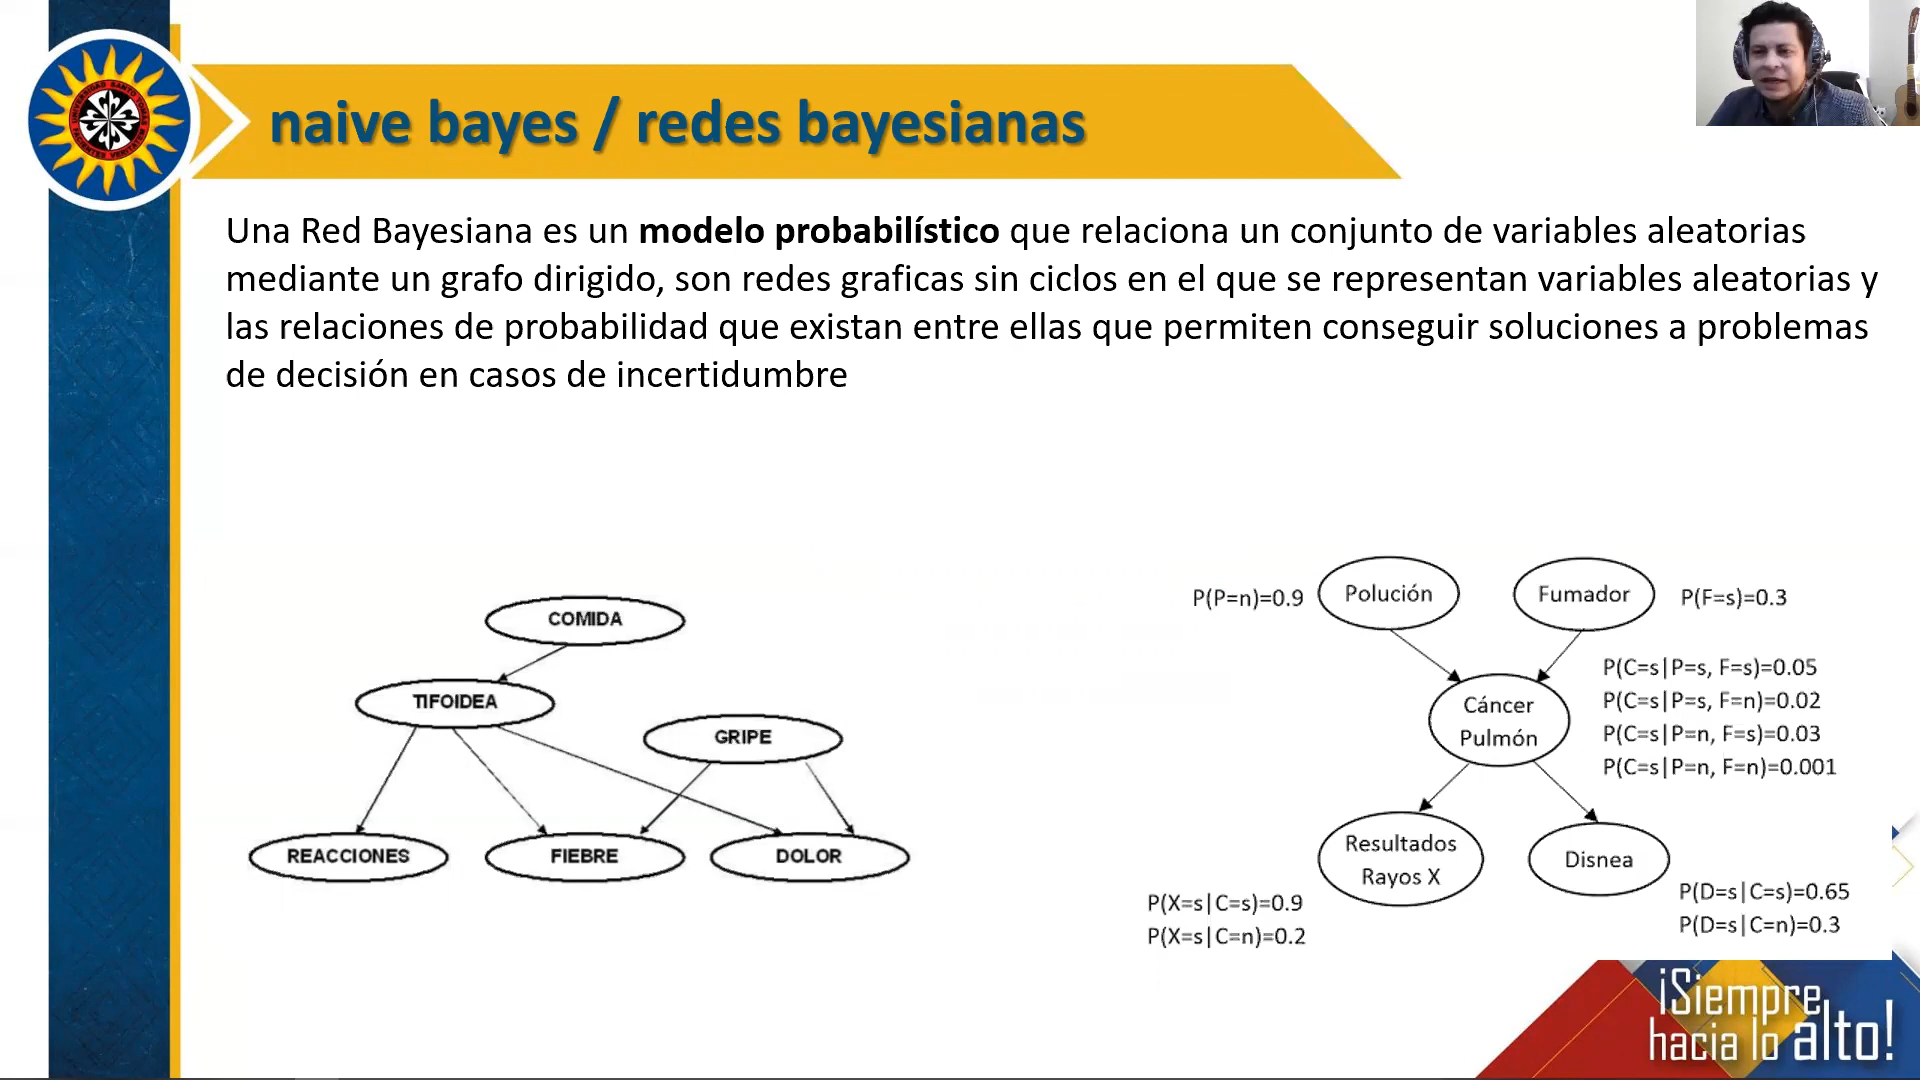 naive bayes / redes bayesianas
Una Red Bayesiana es un modelo probabilístico que relaciona un conjunto de variables aleatorias
mediante un grafo dirigido, son redes graficas sin ciclos en el que se representan variables aleatorias y
las relaciones de probabilidad que existan entre ellas que permiten conseguir soluciones a problemas
de decisión en casos de incertidumbre
COMIDA
TIFOIDEA
GRIPE
REACCIONES
FIEBRE
DOLOR
P(P=n)=0.9
Polución
Fumador
P(F=s)=0.3
Cáncer
Pulmón
P(C=s|P=s, F=s)=0.05
P(C=s|P=s, F=n)=0.02
P(C=s|P=n, F=s)=0.03
P(C=s|P=n, F=n)=0.001
Resultados
Rayos X
Disnea
P(X=s|C=s)=0.9
P(X=s|C=n)=0.2
P(D=s|C=s)=0.65
P(D=s|C=n)=0.3
¡Siempre
hacia lo alto!